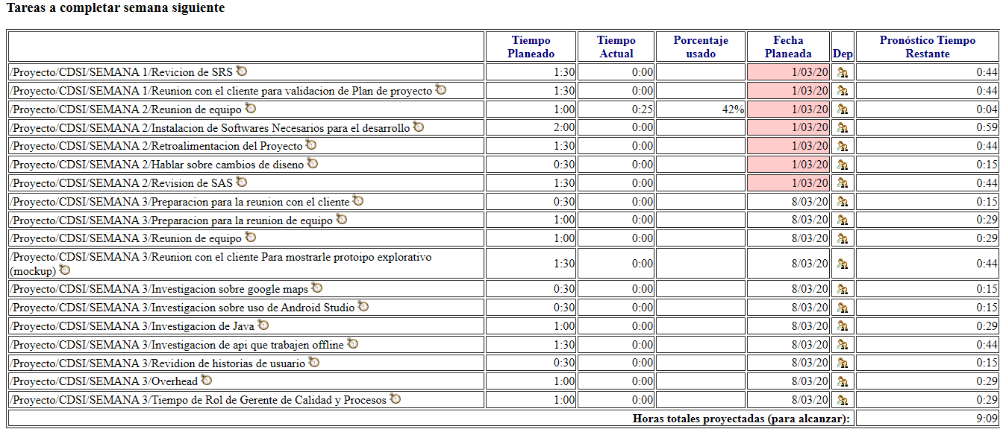 Tareas a completar semana siguiente
Tiempo Planeado Tiempo Actual Porcentaje usado Fecha Planeada Dep Pronóstico Tiempo Restante
/Proyecto/CDSI/SEMANA 1/Revicion de SRS 1:30 0:00 1/03/20 0:44
/Proyecto/CDSI/SEMANA 1/Reunion con el cliente para validacion de Plan de proyecto 1:30 0:00 1/03/20 0:44
/Proyecto/CDSI/SEMANA 2/Reunion de equipo 1:00 0:25 42% 1/03/20 0:04
/Proyecto/CDSI/SEMANA 2/Instalacion de Softwares Necesarios para el desarrollo 2:00 0:00 1/03/20 0:59
/Proyecto/CDSI/SEMANA 2/Retroalimentacion del Proyecto 1:30 0:00 1/03/20 0:44
/Proyecto/CDSI/SEMANA 2/Hablar sobre cambios de diseno 0:30 0:00 1/03/20 0:15
/Proyecto/CDSI/SEMANA 2/Revision de SAS 1:30 0:00 1/03/20 0:44
/Proyecto/CDSI/SEMANA 3/Preparacion para la reunion con el cliente 0:30 0:00 8/03/20 0:15
/Proyecto/CDSI/SEMANA 3/Preparacion para la reunion de equipo 1:00 0:00 8/03/20 0:29
/Proyecto/CDSI/SEMANA 3/Reunion de equipo 1:00 0:00 8/03/20 0:29
/Proyecto/CDSI/SEMANA 3/Reunion con el cliente Para mostrarle protoipo explorativo
(mockup) 1:30 0:00 8/03/20 0:44
/Proyecto/CDSI/SEMANA 3/Investigacion sobre google maps 0:30 0:00 8/03/20 0:15
/Proyecto/CDSI/SEMANA 3/Investigacion sobre uso de Android Studio 0:30 0:00 8/03/20 0:15
/Proyecto/CDSI/SEMANA 3/Investigacion de Java 1:00 0:00 8/03/20 0:29
/Proyecto/CDSI/SEMANA 3/Investigacion de api que trabajen offline 1:30 0:00 8/03/20 0:44
/Proyecto/CDSI/SEMANA 3/Revidion de historias de usuario 0:30 0:00 8/03/20 0:15
/Proyecto/CDSI/SEMANA 3/Overhead 1:00 0:00 8/03/20 0:29
/Proyecto/CDSI/SEMANA 3/Tiempo de Rol de Gerente de Calidad y Procesos 1:00 0:00 8/03/20 0:29
Horas totales proyectadas (para alcanzar): 9:09